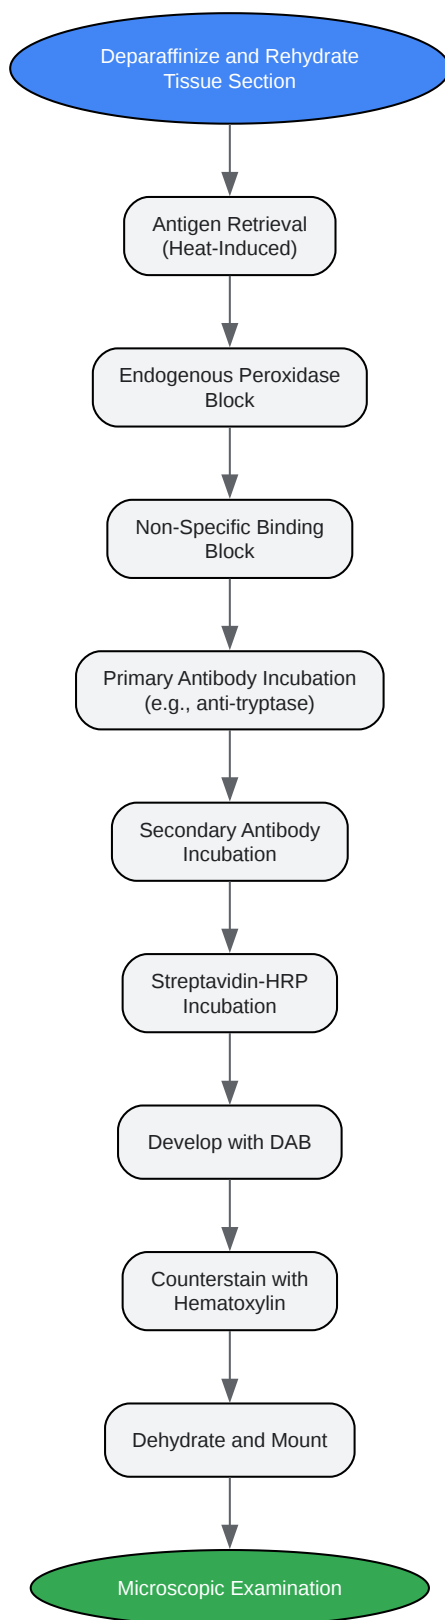 Deparaffinize and Rehydrate
Tissue Section
Antigen Retrieval
(Heat-Induced)
Endogenous Peroxidase
Block
Non-Specific Binding
Block
Primary Antibody Incubation
(e.g., anti-tryptase)
Secondary Antibody
Incubation
Streptavidin-HRP
Incubation
Develop with DAB
Counterstain with
Hematoxylin
Dehydrate and Mount
Microscopic Examination